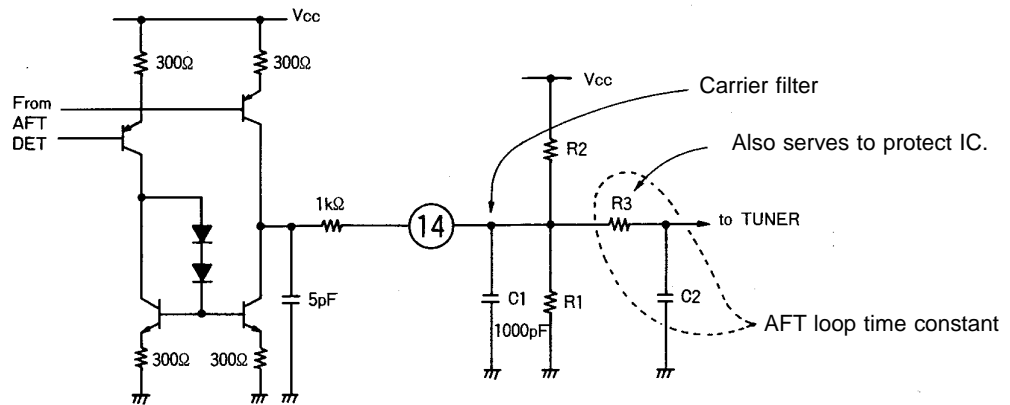 Vcc
300Ω
300Ω
From
AFT
DET
Vcc
Carrier filter
R2
Also serves to protect IC.
1kΩ
14
R3
to TUNER
5pF
C1
1000pF
R1
C2
AFT loop time constant
300Ω
300Ω